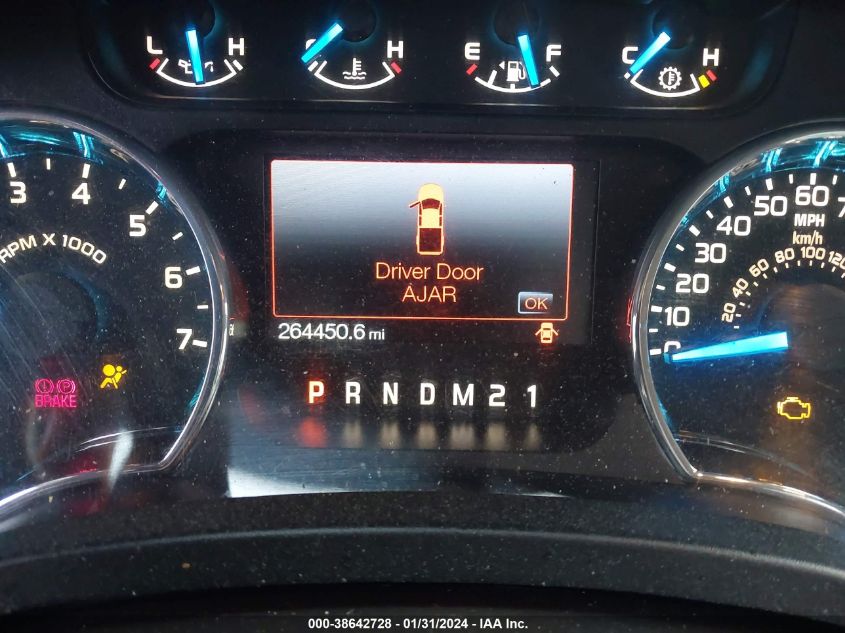 L H
C H
E F
C H
3 4 5 6 7
RPM X 1000
BRAKE
Driver Door
AJAR
OK
264450.6 mi
P R N D M 2 1
0 10 20 30 40 50 60
MPH
km/h
20 40 60 80 100 120
000-38642728 - 01/31/2024 - IAA Inc.